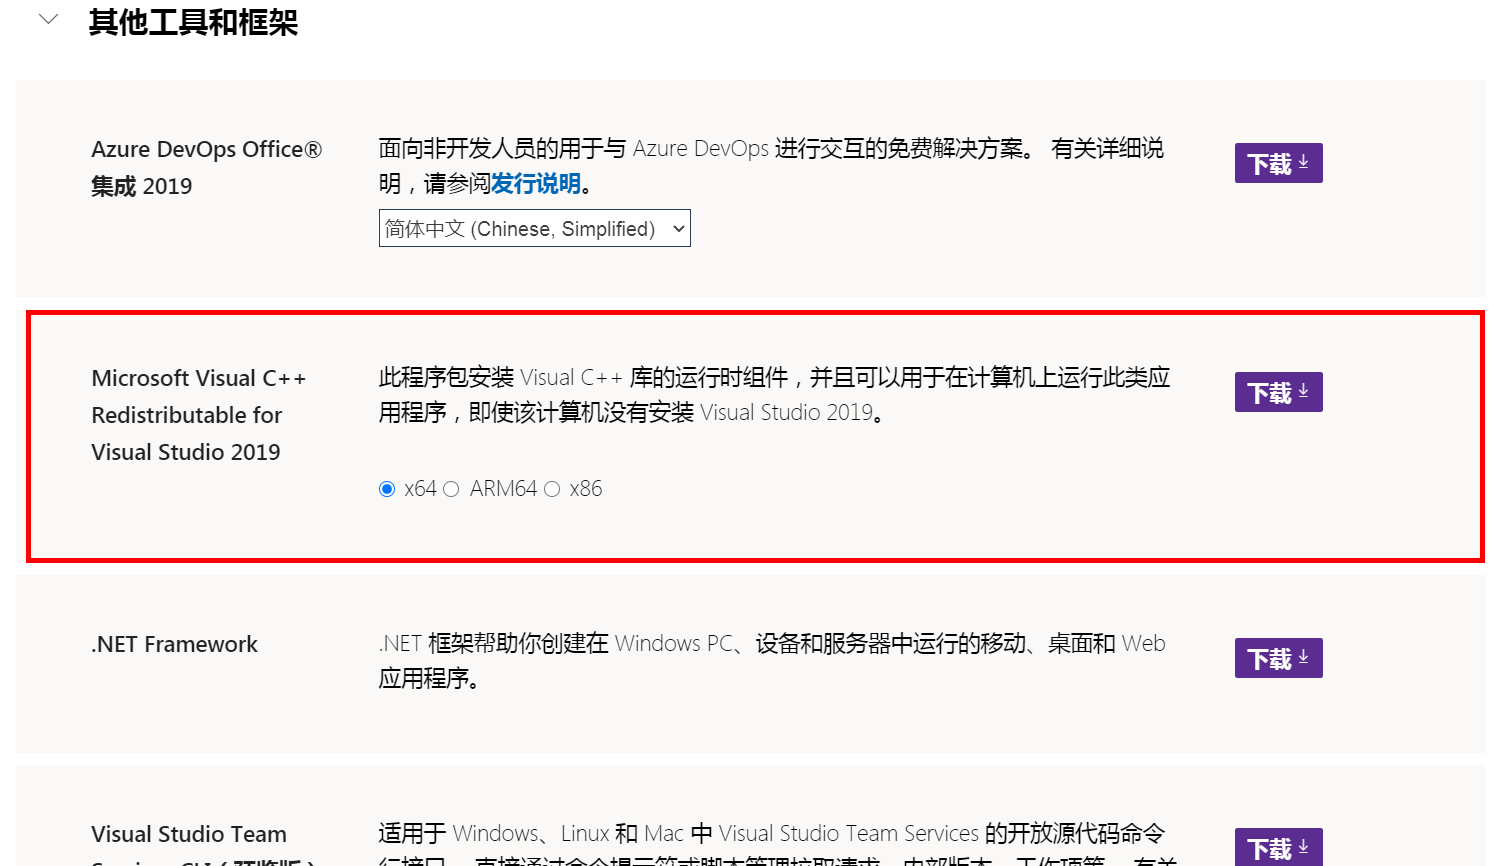 其他工具和框架
Azure DevOps Office®
集成 2019
面向非开发人员的用于与 Azure DevOps 进行交互的免费解决方案。 有关详细说
明，请参阅发行说明。
简体中文 (Chinese, Simplified)
下载
Microsoft Visual C++
Redistributable for
Visual Studio 2019
此程序包安装 Visual C++ 库的运行时组件，并且可以用于在计算机上运行此类应
用程序，即使该计算机没有安装 Visual Studio 2019。
x64 ARM64 x86
下载
.NET Framework
.NET 框架帮助你创建在 Windows PC、设备和服务器中运行的移动、桌面和 Web
应用程序。
下载
Visual Studio Team
适用于 Windows、Linux 和 Mac 中 Visual Studio Team Services 的开放源代码命令
下载